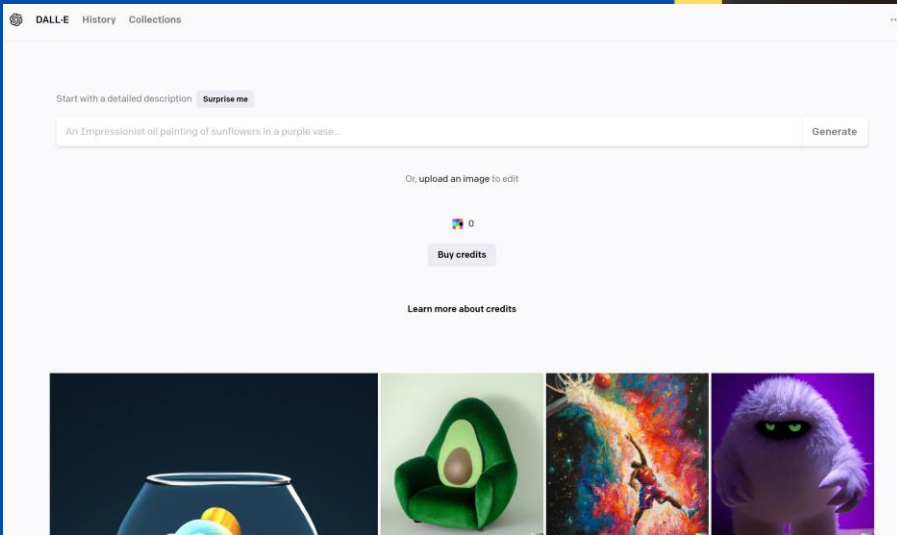 DALL·E History Collections
Start with a detailed description Surprise me
An Impressionist oil painting of sunflowers in a purple vase... Generate
Or, upload an image to edit
0
Buy credits
Learn more about credits